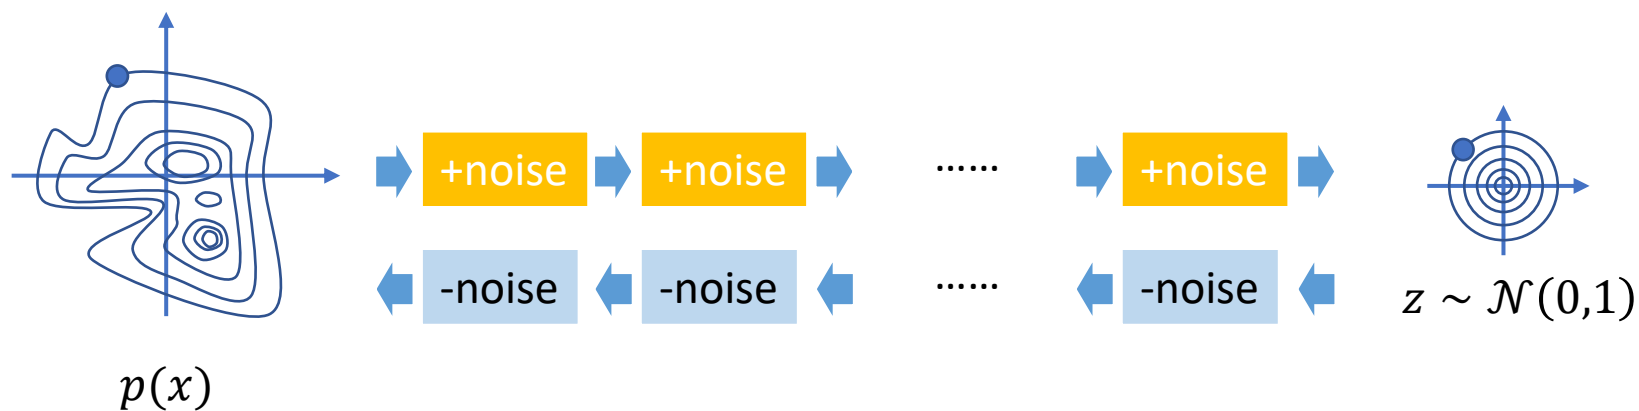 +noise +noise …… +noise
-noise -noise …… -noise
z ~ 𝒩(0,1)
p(x)